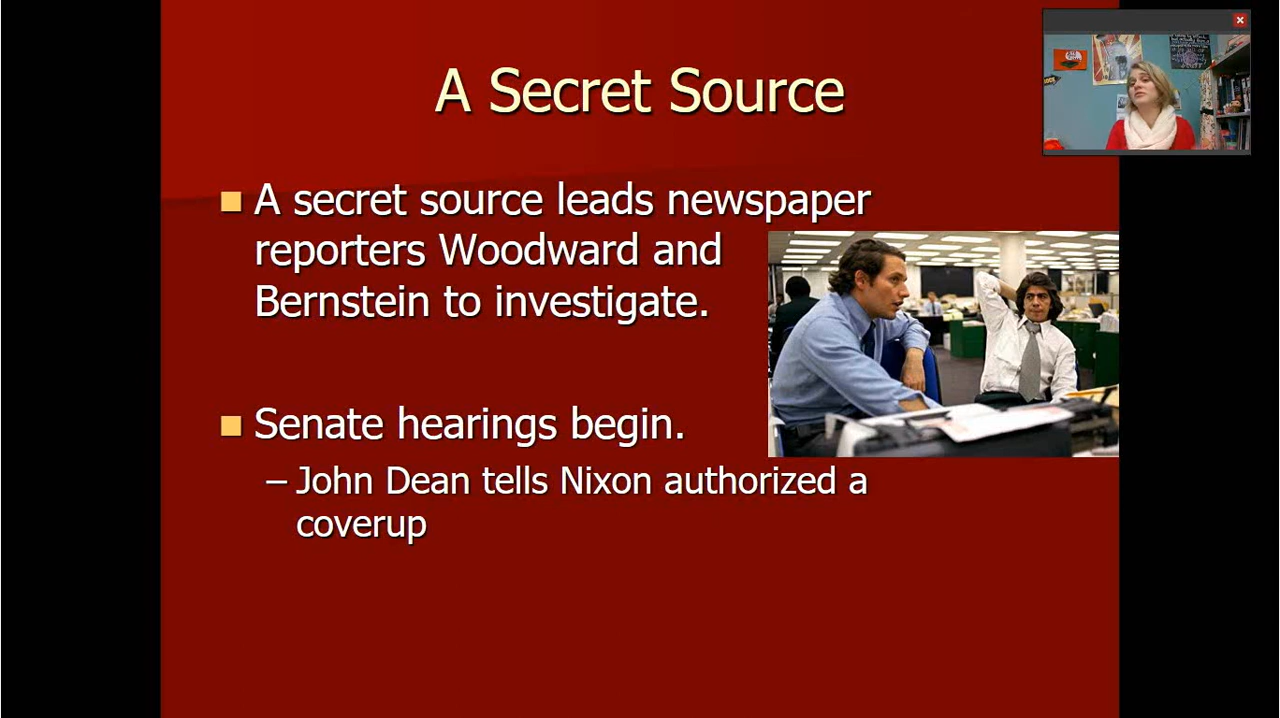 A Secret Source
A secret source leads newspaper
reporters Woodward and
Bernstein to investigate.
Senate hearings begin.
– John Dean tells Nixon authorized a
coverup